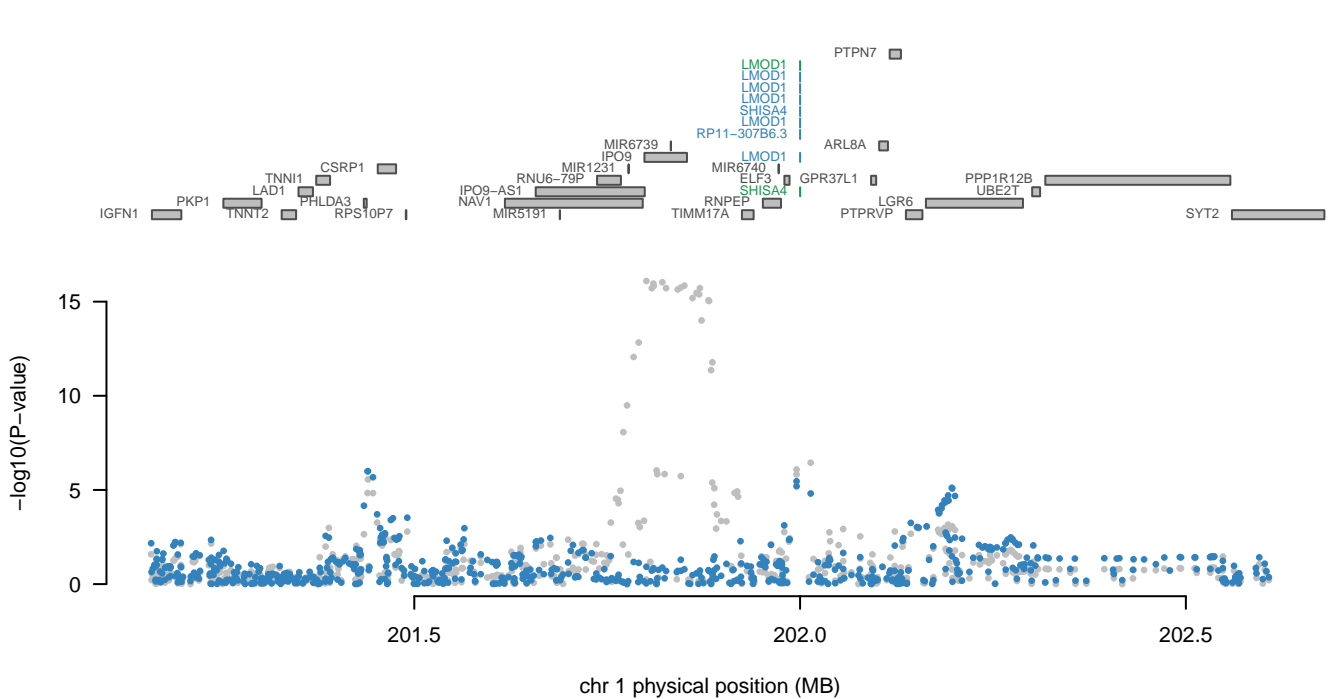 PTPN7
LMOD1
LMOD1
LMOD1
LMOD1
SHISA4
LMOD1
RP11−307B6.3
MIR6739 ARL8A
IPO9 LMOD1
CSRP1 MIR1231 MIR6740
TNNI1 RNU6−79P ELF3 GPR37L1 PPP1R12B
LAD1 IPO9−AS1 SHISA4 UBE2T
PKP1 PHLDA3 NAV1 RNPEP LGR6
IGFN1 TNNT2 RPS10P7 MIR5191 TIMM17A PTPRVP SYT2
−log10(P−value)
15
10
5
0
201.5 202.0 202.5
chr 1 physical position (MB)